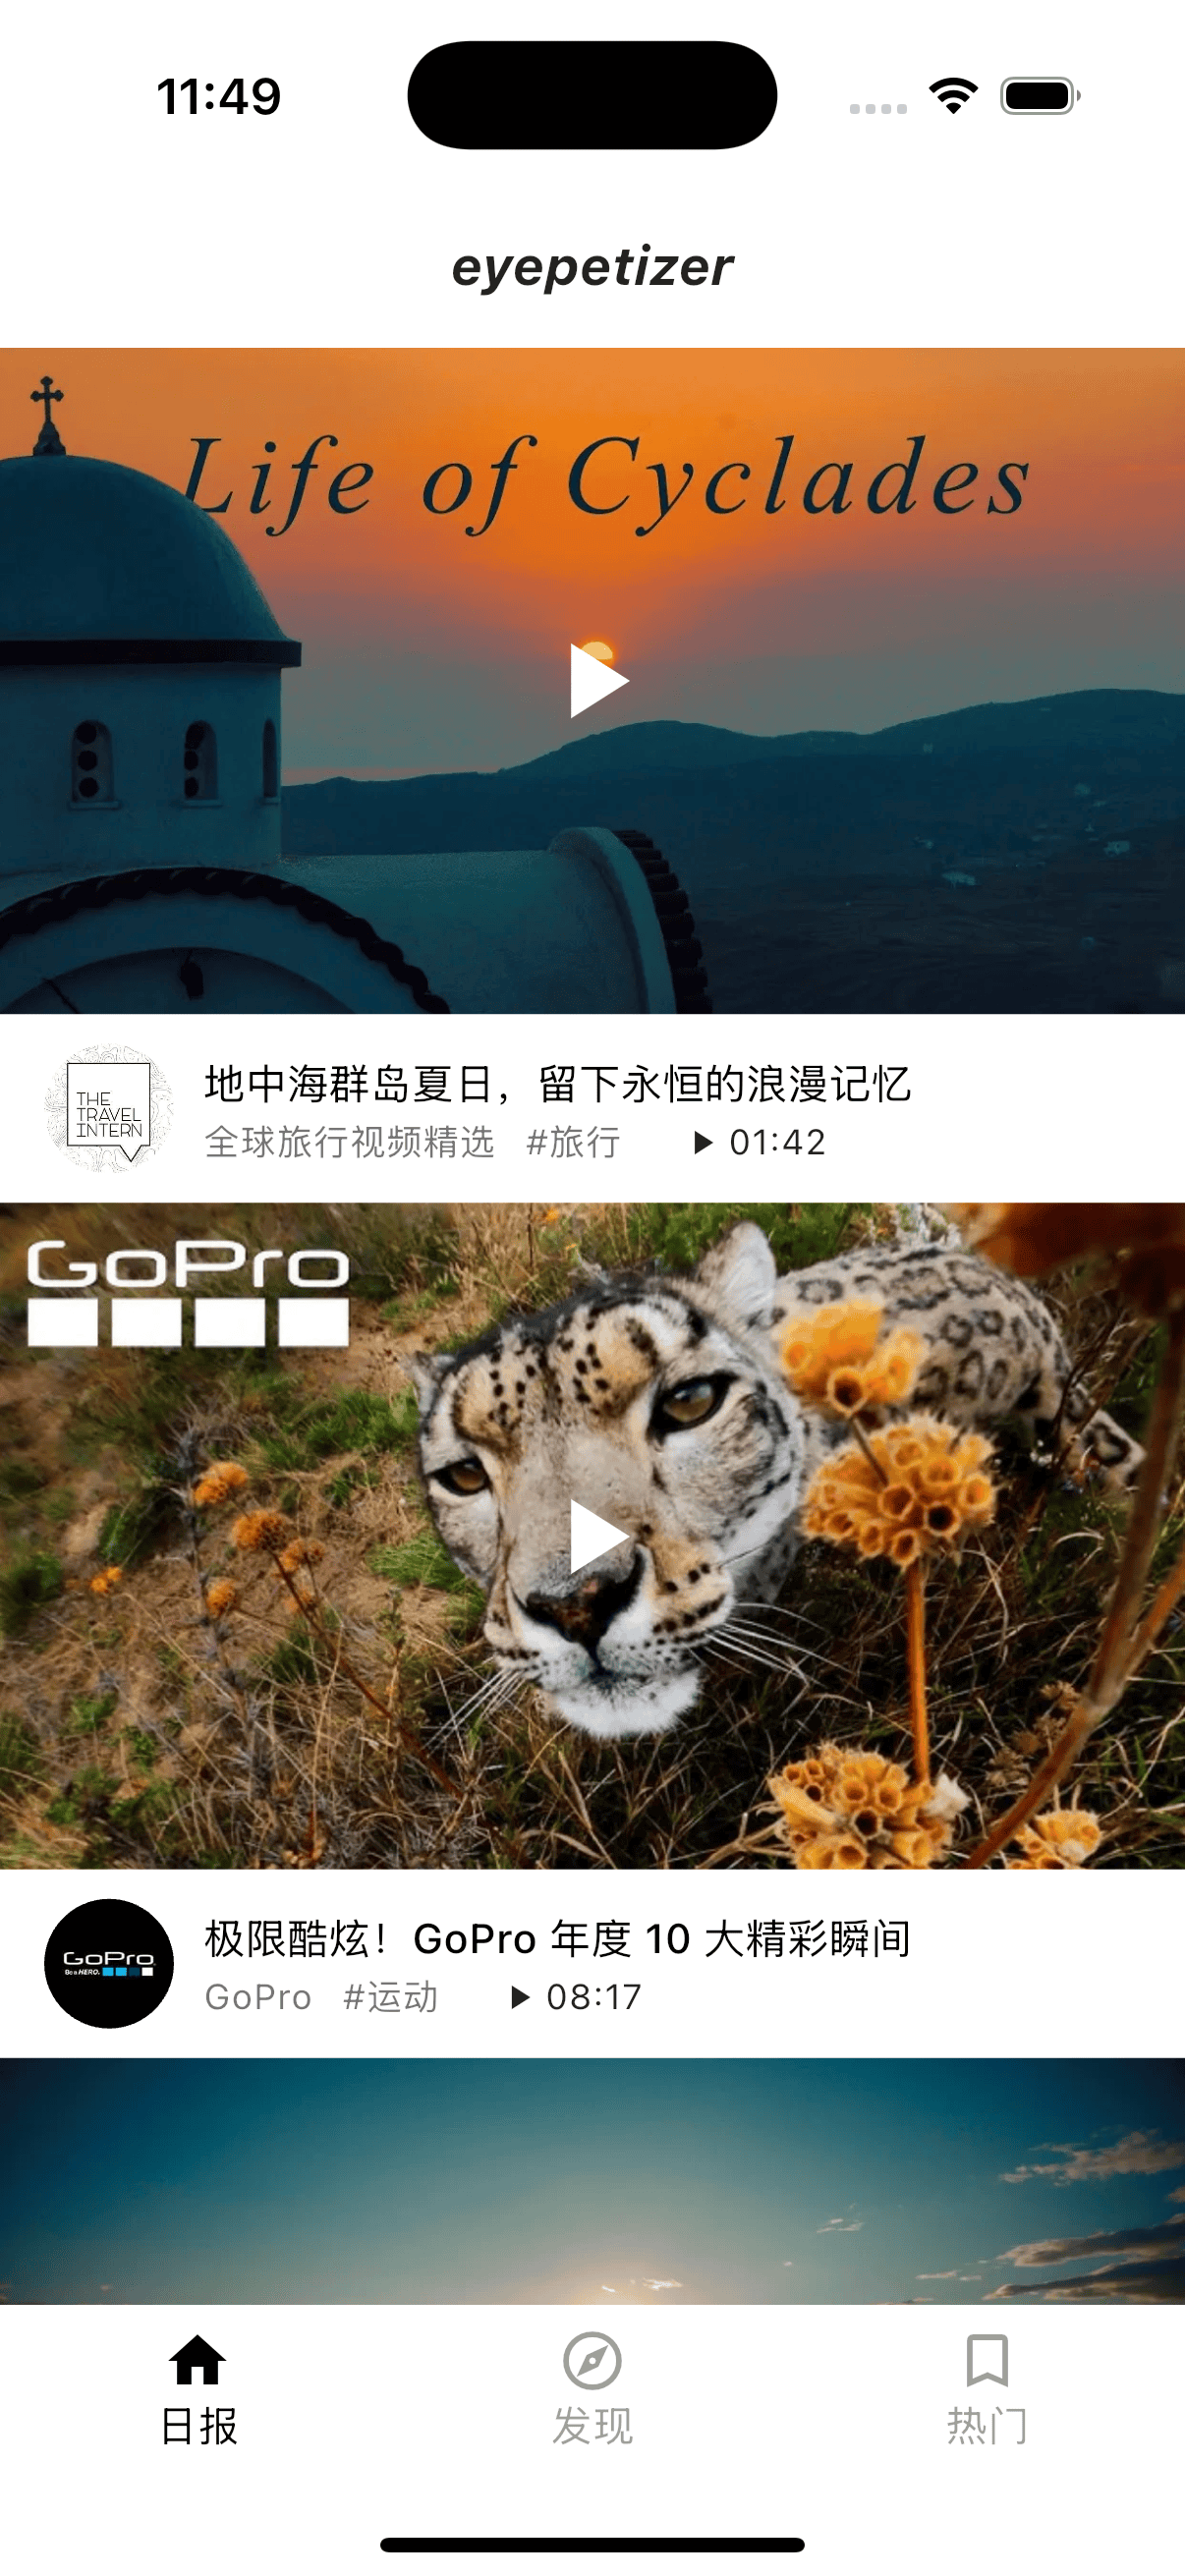 11:49
eyepetizer
Life of Cyclades
THE
TRAVEL
INTERN
地中海群岛夏日，留下永恒的浪漫记忆
全球旅行视频精选 #旅行 ▶ 01:42
GoPro
GoPro
Be a HERO.
极限酷炫！GoPro 年度 10 大精彩瞬间
GoPro #运动 ▶ 08:17
日报 发现 热门